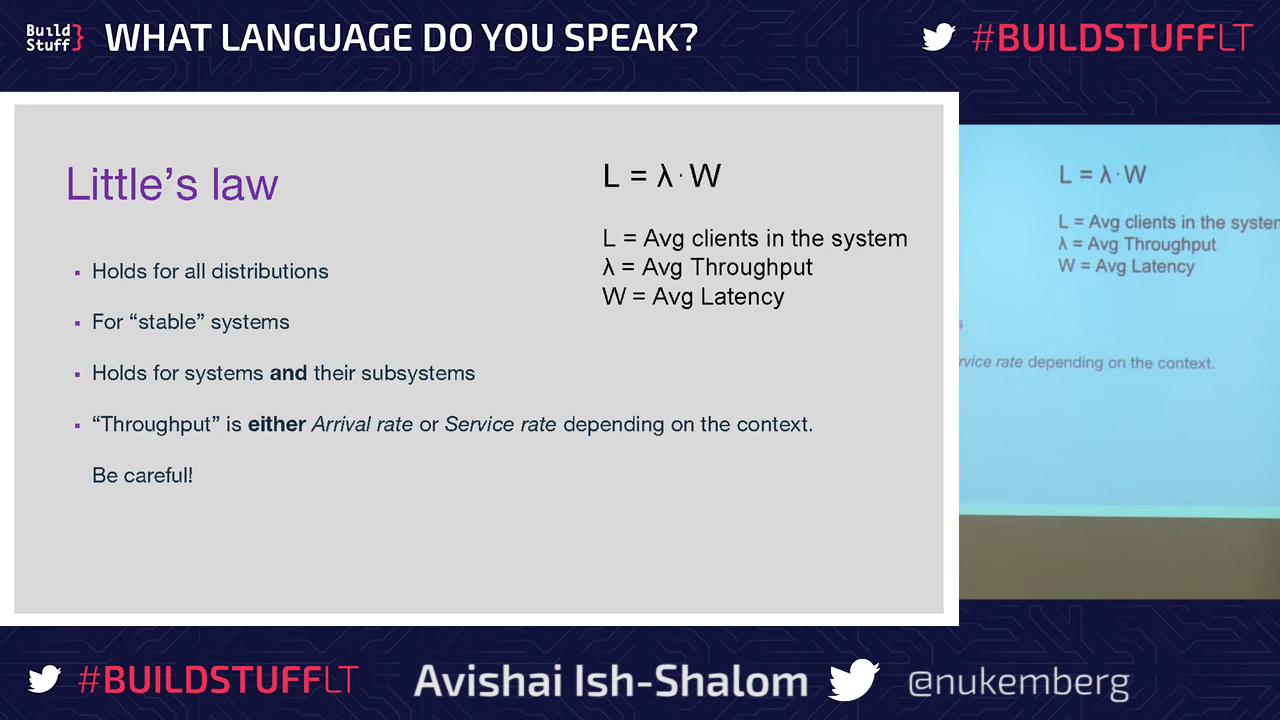 Build
Stuff}
WHAT LANGUAGE DO YOU SPEAK?
#BUILDSTUFFLT
Little's law
L = λ · W
L = Avg clients in the system
λ = Avg Throughput
W = Avg Latency
▪ Holds for all distributions
▪ For “stable” systems
▪ Holds for systems and their subsystems
▪ “Throughput” is either Arrival rate or Service rate depending on the context.
Be careful!
L = λ · W
L = Avg clients in the system
λ = Avg Throughput
W = Avg Latency
rvice rate depending on the context.
#BUILDSTUFFLT
Avishai Ish-Shalom
@nukemberg